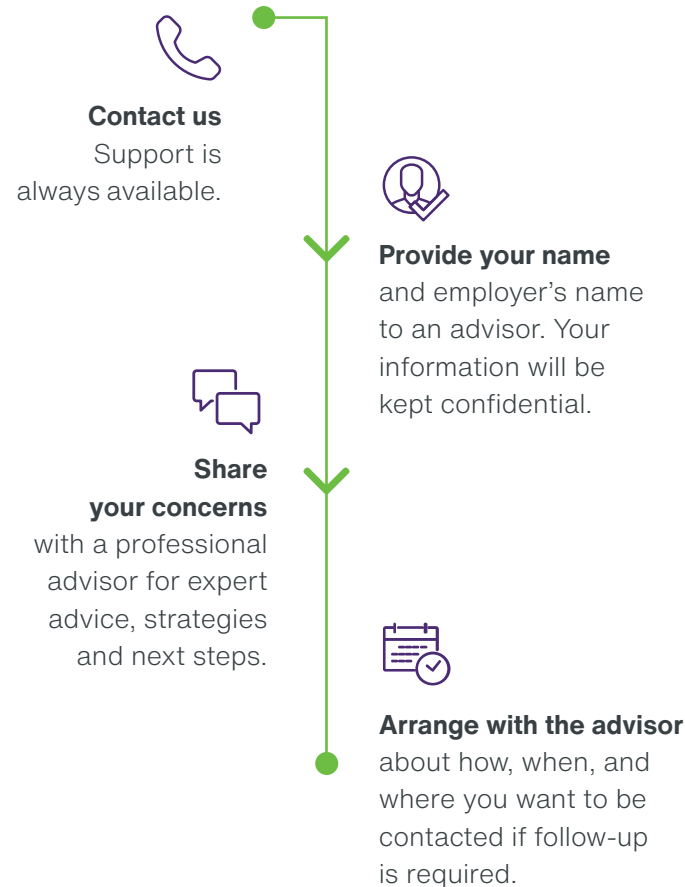 Contact us
Support is
always available.
Provide your name
and employer’s name
to an advisor. Your
information will be
kept confidential.
Share
your concerns
with a professional
advisor for expert
advice, strategies
and next steps.
Arrange with the advisor
about how, when, and
where you want to be
contacted if follow-up
is required.